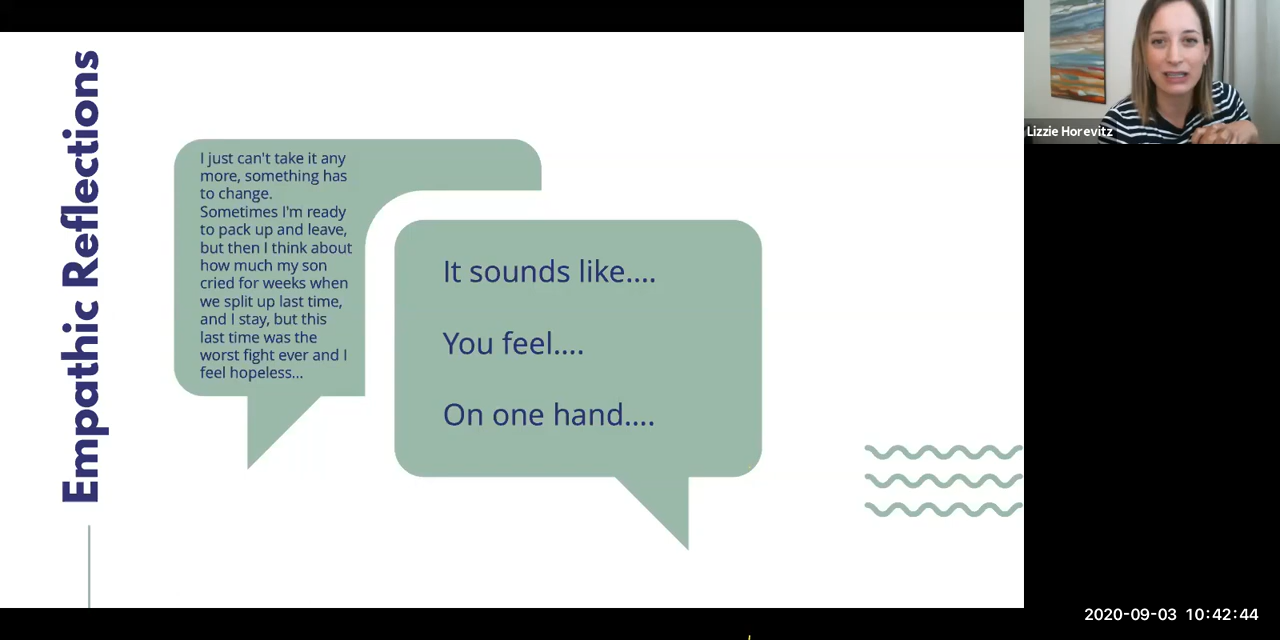 Empathic Reflections
I just can't take it any
more, something has
to change.
Sometimes I'm ready
to pack up and leave,
but then I think about
how much my son
cried for weeks when
we split up last time,
and I stay, but this
last time was the
worst fight ever and I
feel hopeless...
It sounds like....
You feel....
On one hand....
Lizzie Horevitz
2020-09-03 10:42:44